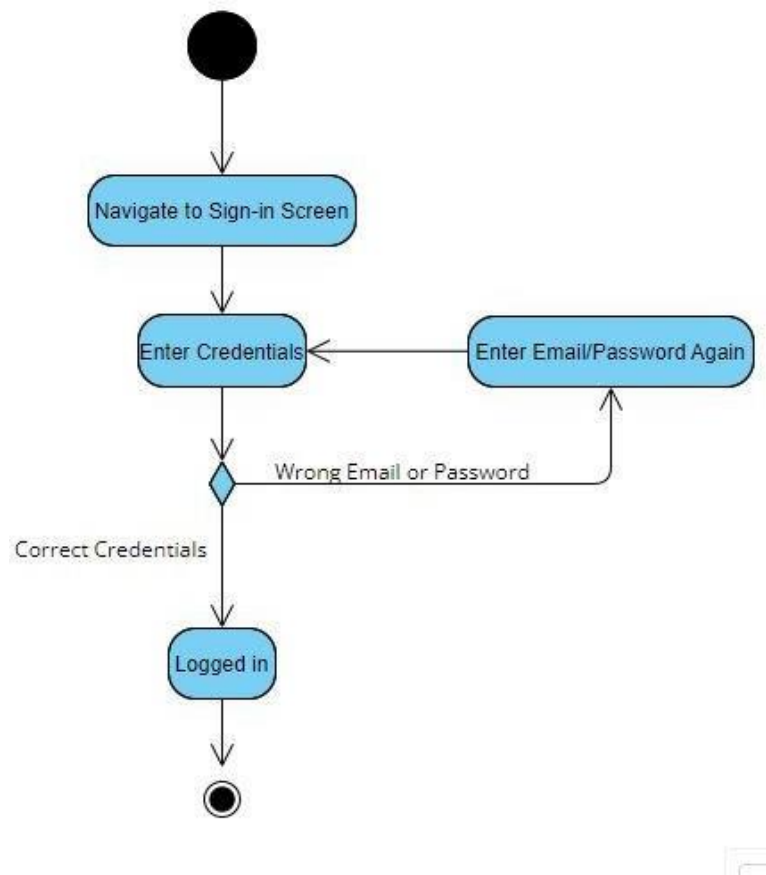 Navigate to Sign-in Screen
Enter Credentials
Enter Email/Password Again
Wrong Email or Password
Correct Credentials
Logged in